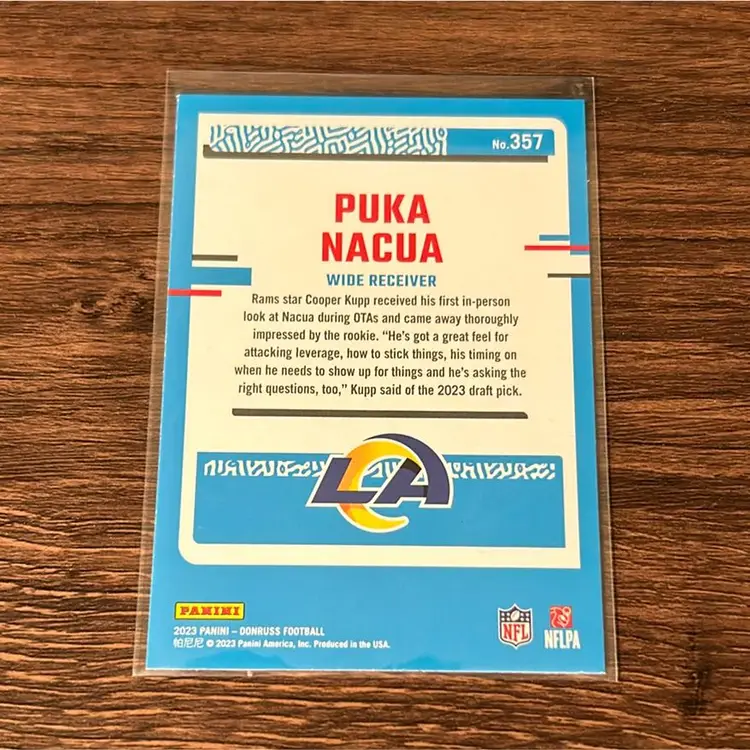 No.357
PUKA
NACUA
WIDE RECEIVER
Rams star Cooper Kupp received his first in-person
look at Nacua during OTAs and came away thoroughly
impressed by the rookie. “He's got a great feel for
attacking leverage, how to stick things, his timing on
when he needs to show up for things and he's asking the
right questions, too,” Kupp said of the 2023 draft pick.
LA
PANINI
2023 PANINI – DONRUSS FOOTBALL
帕尼尼 © 2023 Panini America, Inc. Produced in the USA.
NFL
NFLPA